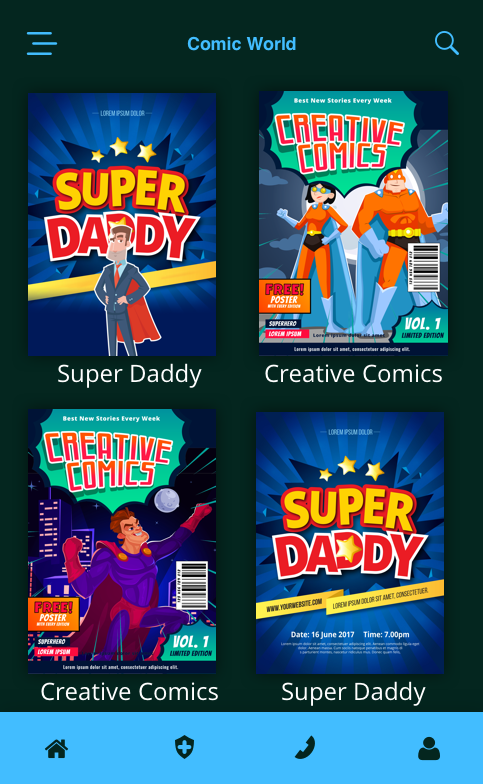 Comic World
LOREM IPSUM DOLOR
SUPER
DADDY
Super Daddy
Best New Stories Every Week
CREATIVE
COMICS
FREE!
POSTER
WITH EVERY EDITION
SUPERHERO
LOREM IPSUM
VOL. 1
LIMITED EDITION
Lorem ipsum dolor sit amet, consectetuer adipiscing elit.
Creative Comics
Best New Stories Every Week
CREATIVE
COMICS
FREE!
POSTER
WITH EVERY EDITION
SUPERHERO
LOREM IPSUM
VOL. 1
LIMITED EDITION
Lorem ipsum dolor sit amet, consectetuer adipiscing elit.
Creative Comics
LOREM IPSUM DOLOR
SUPER
DADDY
WWW.YOURWEBSITE.COM
LOREM IPSUM DOLOR SIT AMET, CONSECTETUER.
Date: 16 June 2017 Time: 7.00pm
Super Daddy